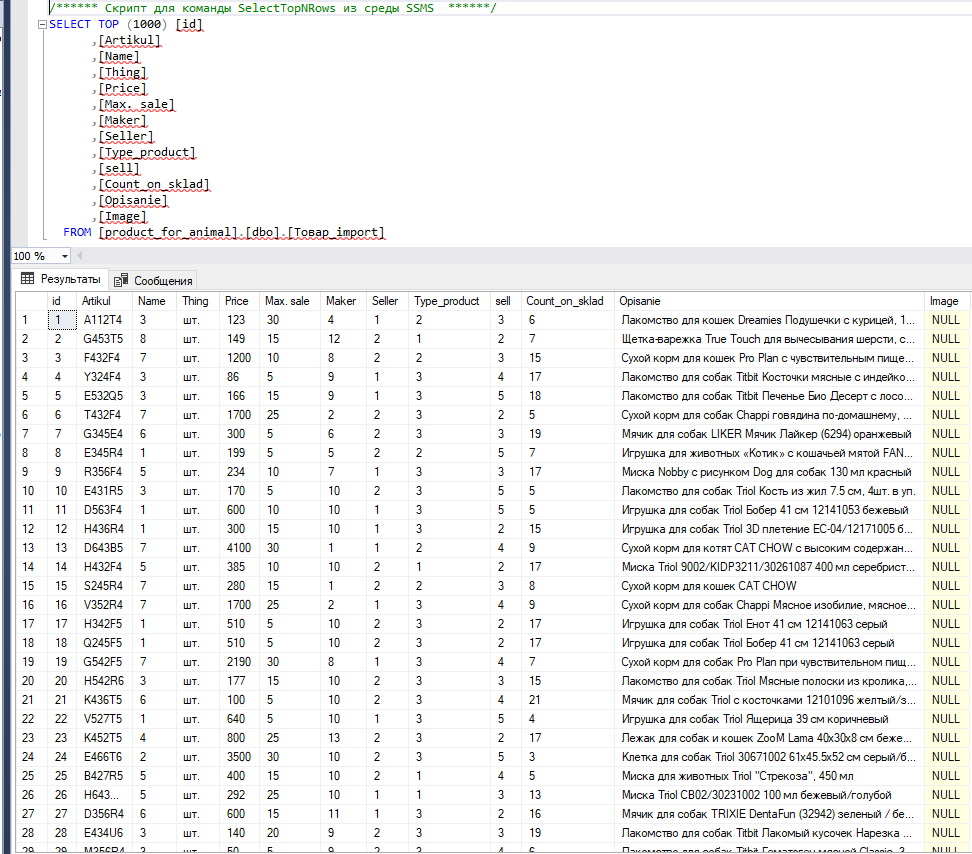 /****** Скрипт для команды SelectTopNRows из среды SSMS  ******/
SELECT TOP (1000) [id]
,[Artikul]
,[Name]
,[Thing]
,[Price]
,[Max. sale]
,[Maker]
,[Seller]
,[Type_product]
,[sell]
,[Count_on_sklad]
,[Opisanie]
,[Image]
FROM [product_for_animal].[dbo].[Товар_import]
100 %
Результаты Сообщения
id Artikul Name Thing Price Max. sale Maker Seller Type_product sell Count_on_sklad Opisanie Image
1 1 A112T4 3 шт. 123 30 4 1 2 3 6 Лакомство для кошек Dreamies Подушечки с курицей, 1... NULL
2 2 G453T5 8 шт. 149 15 12 2 1 2 7 Щетка-варежка True Touch для вычесывания шерсти, с... NULL
3 3 F432F4 7 шт. 1200 10 8 2 2 3 15 Сухой корм для кошек Pro Plan с чувствительным пище... NULL
4 4 Y324F4 3 шт. 86 5 9 1 3 4 17 Лакомство для собак Titbit Косточки мясные с индейко... NULL
5 5 E532Q5 3 шт. 166 15 9 1 3 5 18 Лакомство для собак Titbit Печенье Био Десерт с лосо... NULL
6 6 T432F4 7 шт. 1700 25 2 2 3 2 5 Сухой корм для собак Chappi говядина по-домашнему, ... NULL
7 7 G345E4 6 шт. 300 5 6 2 3 3 19 Мячик для собак LIKER Мячик Лайкер (6294) оранжевый NULL
8 8 E345R4 1 шт. 199 5 5 2 2 5 7 Игрушка для животных «Котик» с кошачьей мятой FAN... NULL
9 9 R356F4 5 шт. 234 10 7 1 3 3 17 Миска Nobby с рисунком Dog для собак 130 мл красный NULL
10 10 E431R5 3 шт. 170 5 10 2 3 5 5 Лакомство для собак Triol Кость из жил 7.5 см, 4шт. в уп. NULL
11 11 D563F4 1 шт. 600 10 10 1 3 5 5 Игрушка для собак Triol Бобер 41 см 12141053 бежевый NULL
12 12 H436R4 1 шт. 300 15 10 1 3 2 15 Игрушка для собак Triol 3D плетение EC-04/12171005 б... NULL
13 13 D643B5 7 шт. 4100 30 1 1 2 4 9 Сухой корм для котят CAT CHOW с высоким содержан... NULL
14 14 H432F4 5 шт. 385 10 10 2 1 2 17 Миска Triol 9002/KIDP3211/30261087 400 мл серебрист... NULL
15 15 S245R4 7 шт. 280 15 1 2 2 3 8 Сухой корм для кошек CAT CHOW NULL
16 16 V352R4 7 шт. 1700 25 2 1 3 4 9 Сухой корм для собак Chappi Мясное изобилие, мясное... NULL
17 17 H342F5 1 шт. 510 5 10 1 3 2 17 Игрушка для собак Triol Енот 41 см 12141063 серый NULL
18 18 Q245F5 1 шт. 510 5 10 2 3 2 17 Игрушка для собак Triol Бобер 41 см 12141063 серый NULL
19 19 G542F5 7 шт. 2190 30 8 1 3 4 7 Сухой корм для собак Pro Plan при чувствительном пищ... NULL
20 20 H542R6 3 шт. 177 15 10 1 3 3 15 Лакомство для собак Triol Мясные полоски из кролика,... NULL
21 21 K436T5 6 шт. 100 5 10 2 3 4 21 Мячик для собак Triol с косточками 12101096 желтый/з... NULL
22 22 V527T5 1 шт. 640 5 10 1 3 5 4 Игрушка для собак Triol Ящерица 39 см коричневый NULL
23 23 K452T5 4 шт. 800 25 13 2 3 2 17 Лежак для собак и кошек ZooM Lama 40x30x8 см беже... NULL
24 24 E466T6 2 шт. 3500 30 10 2 3 5 3 Клетка для собак Triol 30671002 61x45.5x52 см серый/б... NULL
25 25 B427R5 5 шт. 400 15 10 2 1 4 5 Миска для животных Triol "Стрекоза", 450 мл NULL
26 26 H643... 5 шт. 292 25 10 1 1 3 13 Миска Triol CB02/30231002 100 мл бежевый/голубой NULL
27 27 D356R4 6 шт. 600 15 11 1 3 2 16 Мячик для собак TRIXIE DentaFun (32942) зеленый / бе... NULL
28 28 E434U6 3 шт. 140 20 9 2 3 3 19 Лакомство для собак Titbit Лакомый кусочек Нарезка ... NULL
29 29 M356R4 3 шт. 50 5 9 2 3 4 6 Лакомство для собак Titbit Гематоген мясной Classic, 3... NULL